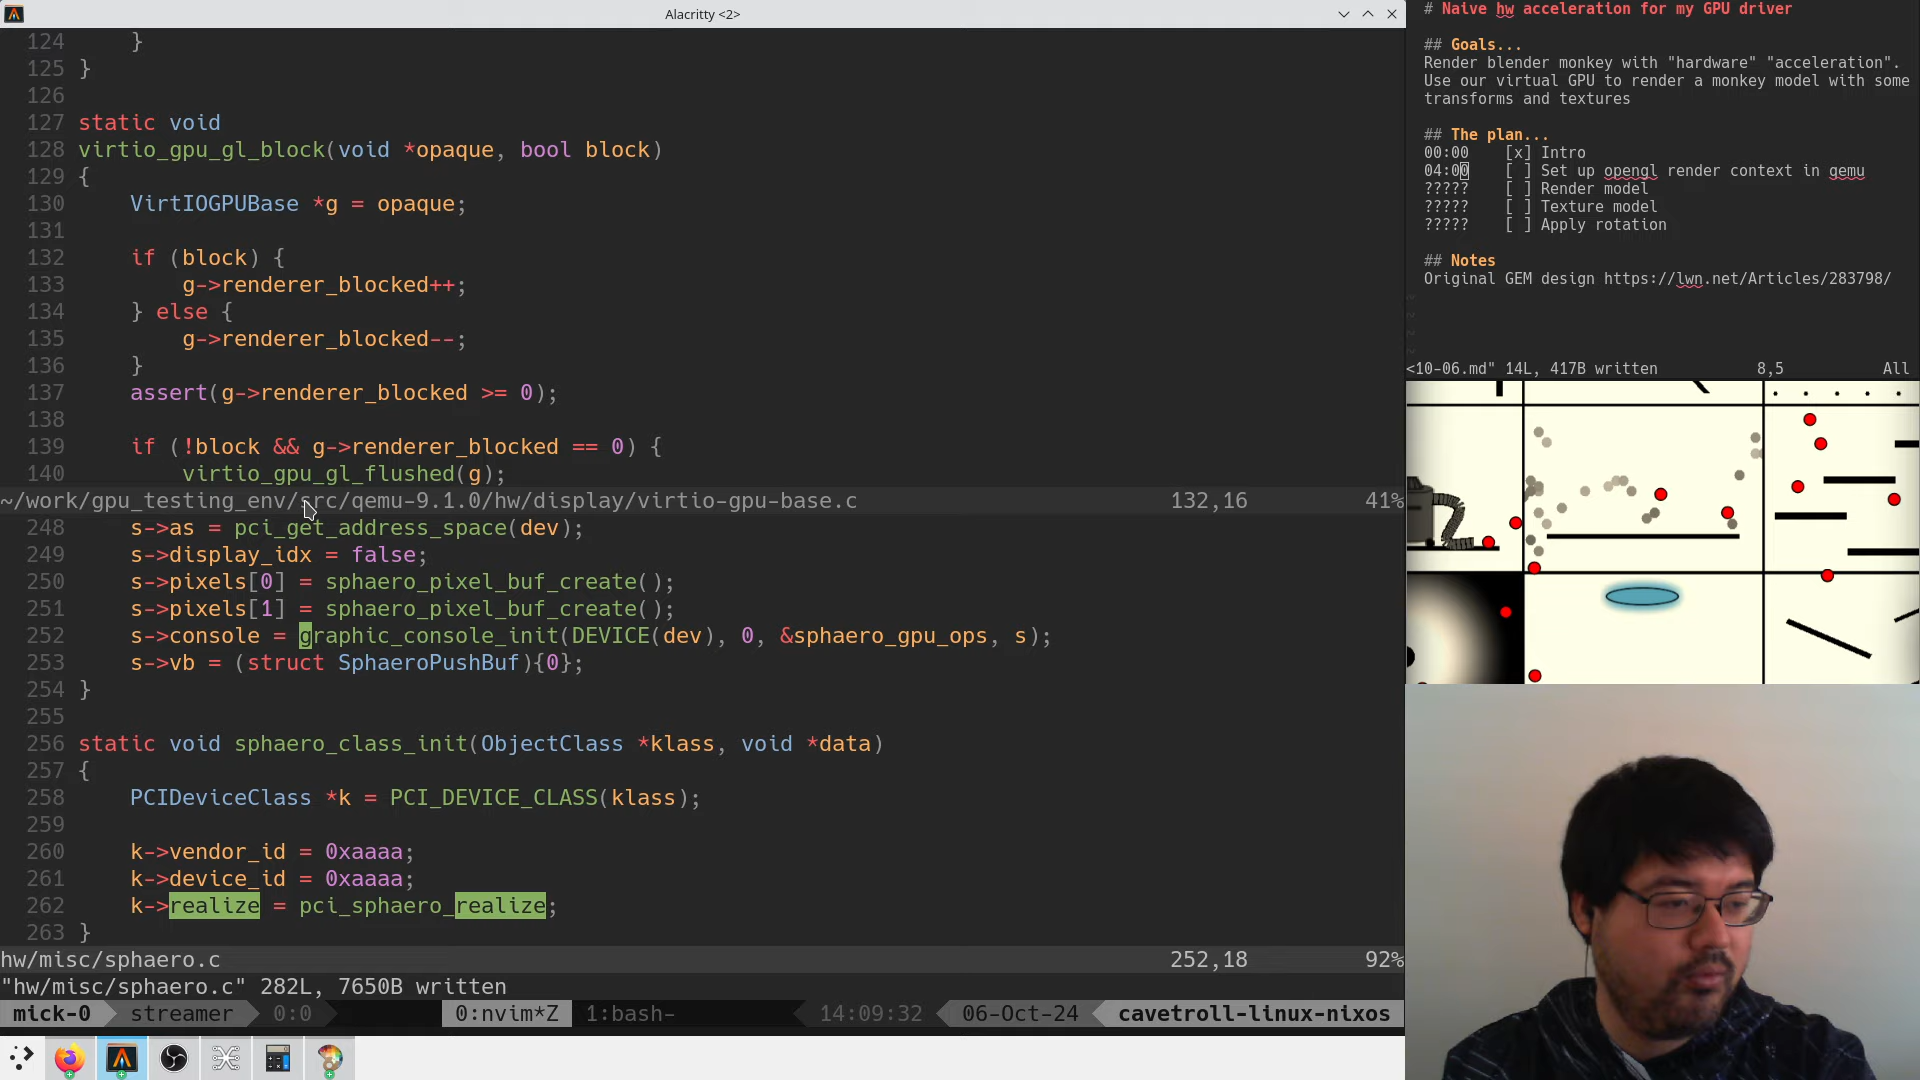 Alacritty <2>
124     }
125 }
126
127 static void
128 virtio_gpu_gl_block(void *opaque, bool block)
129 {
130     VirtIOGPUBase *g = opaque;
131
132     if (block) {
133         g->renderer_blocked++;
134     } else {
135         g->renderer_blocked--;
136     }
137     assert(g->renderer_blocked >= 0);
138
139     if (!block && g->renderer_blocked == 0) {
140         virtio_gpu_gl_flushed(g);
~/work/gpu_testing_env/src/qemu-9.1.0/hw/display/virtio-gpu-base.c 132,16 41%
248     s->as = pci_get_address_space(dev);
249     s->display_idx = false;
250     s->pixels[0] = sphaero_pixel_buf_create();
251     s->pixels[1] = sphaero_pixel_buf_create();
252     s->console = graphic_console_init(DEVICE(dev), 0, &sphaero_gpu_ops, s);
253     s->vb = (struct SphaeroPushBuf){0};
254 }
255
256 static void sphaero_class_init(ObjectClass *klass, void *data)
257 {
258     PCIDeviceClass *k = PCI_DEVICE_CLASS(klass);
259
260     k->vendor_id = 0xaaaa;
261     k->device_id = 0xaaaa;
262     k->realize = pci_sphaero_realize;
263 }
hw/misc/sphaero.c 252,18 92%
"hw/misc/sphaero.c" 282L, 7650B written
mick-0 streamer 0:0 0:nvim*Z 1:bash- 14:09:32 06-Oct-24 cavetroll-linux-nixos
# Naive hw acceleration for my GPU driver
## Goals...
Render blender monkey with "hardware" "acceleration".
Use our virtual GPU to render a monkey model with some
transforms and textures
## The plan...
00:00    [x] Intro
04:00    [ ] Set up opengl render context in qemu
?????    [ ] Render model
?????    [ ] Texture model
?????    [ ] Apply rotation
## Notes
Original GEM design https://lwn.net/Articles/283798/
~
~
~
~
<10-06.md" 14L, 417B written 8,5 All